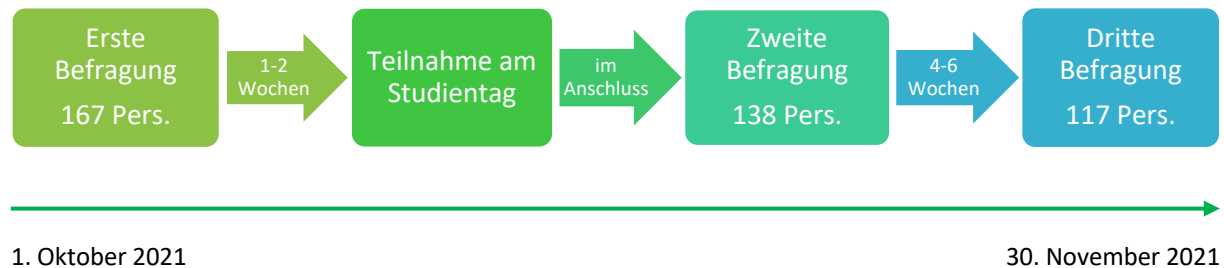 Erste
Befragung
167 Pers.
1-2
Wochen
Teilnahme am
Studientag
im
Anschluss
Zweite
Befragung
138 Pers.
4-6
Wochen
Dritte
Befragung
117 Pers.
1. Oktober 2021
30. November 2021